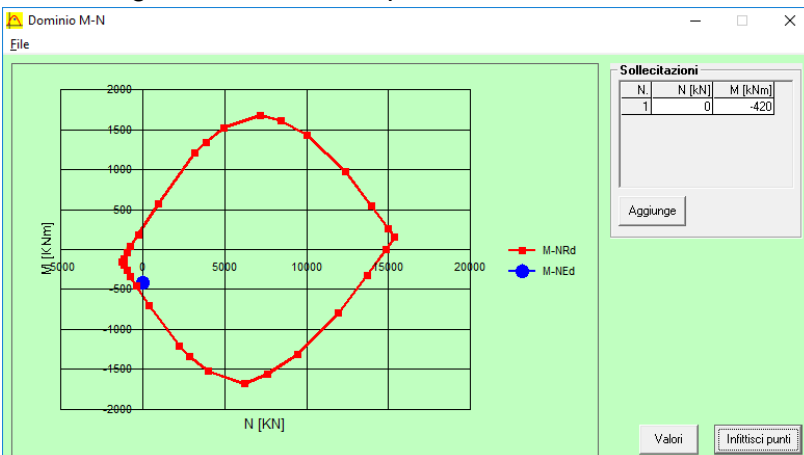 Dominio M-N
File
Sollecitazioni
N. N [kN] M [kNm]
1 0 -420
Aggiunge
2000
1500
1000
500
M [KNm]
5000 0 5000 10000 15000 20000
-500
-1000
-1500
-2000
N [KN]
M-NRd
M-NEd
Valori Infittisci punti